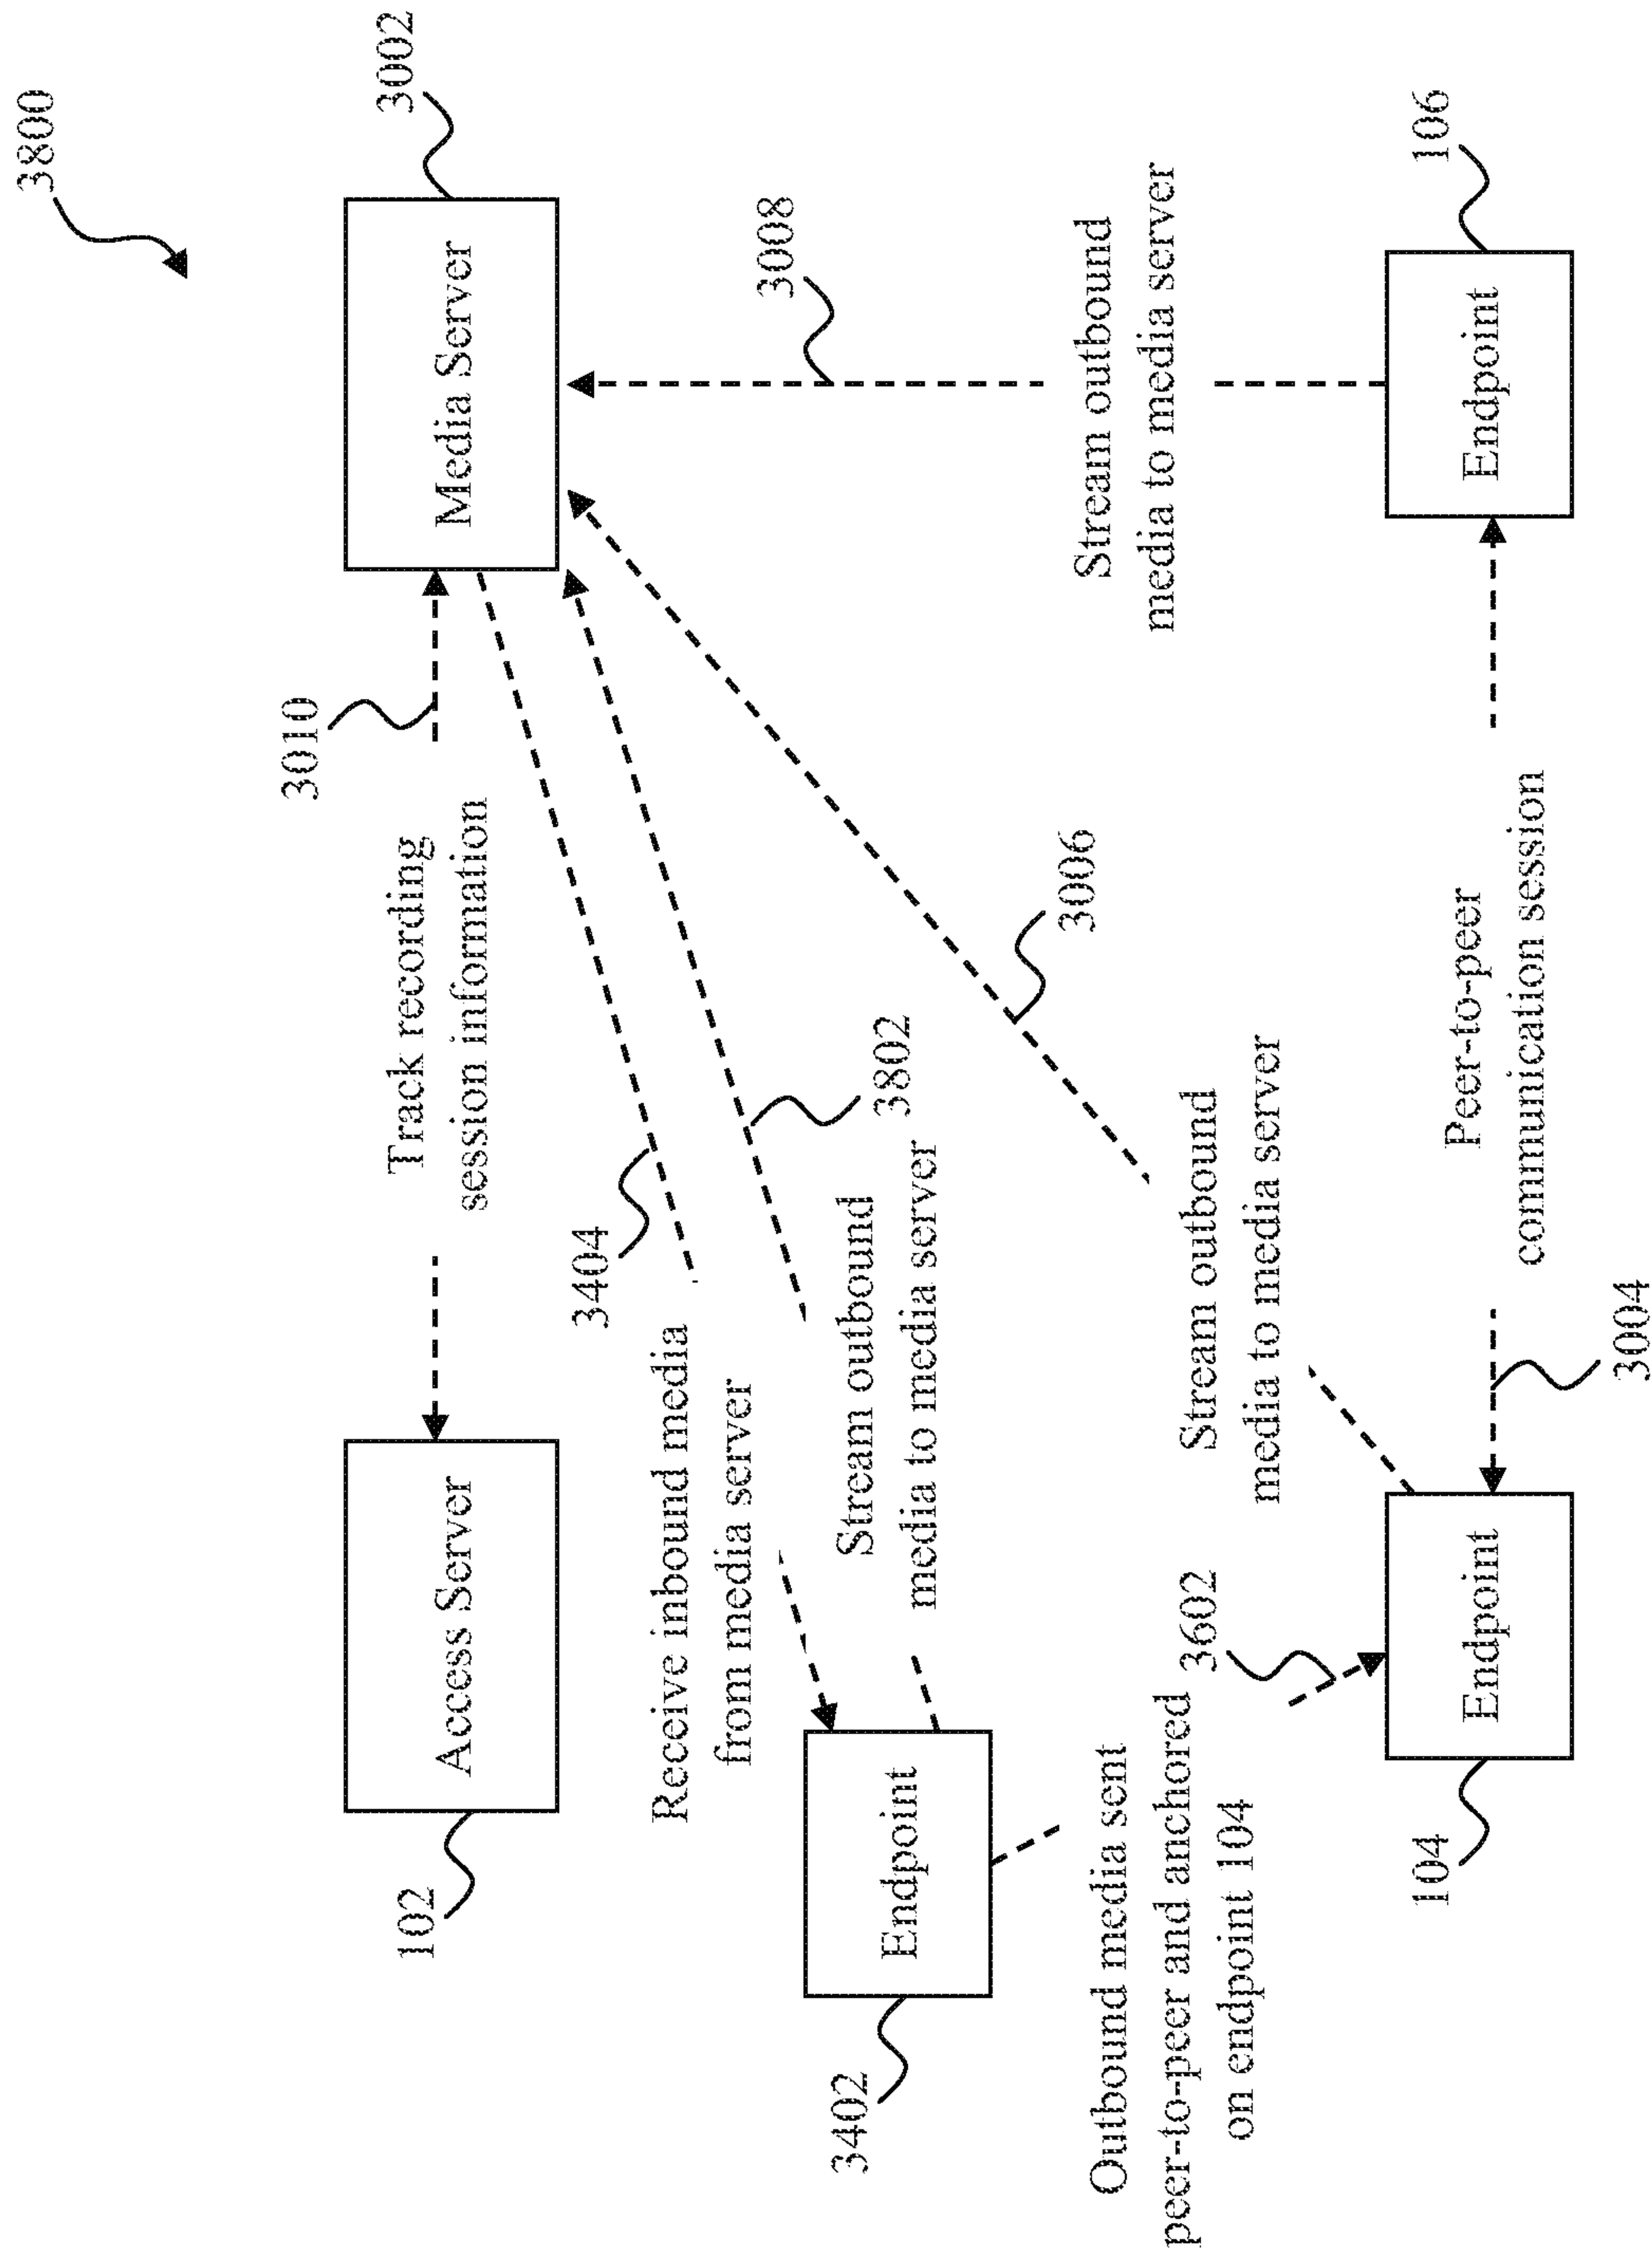 3800
102
Access Server
Track recording
session information
3010
Media Server
3002
3404
Receive inbound media
from media server
3402
Endpoint
Stream outbound
media to media server
3802
3008
Stream outbound
media to media server
Outbound media sent
peer-to-peer and anchored
on endpoint 104
3602
Stream outbound
media to media server
3006
104
Endpoint
3004
Peer-to-peer
communication session
Endpoint
106